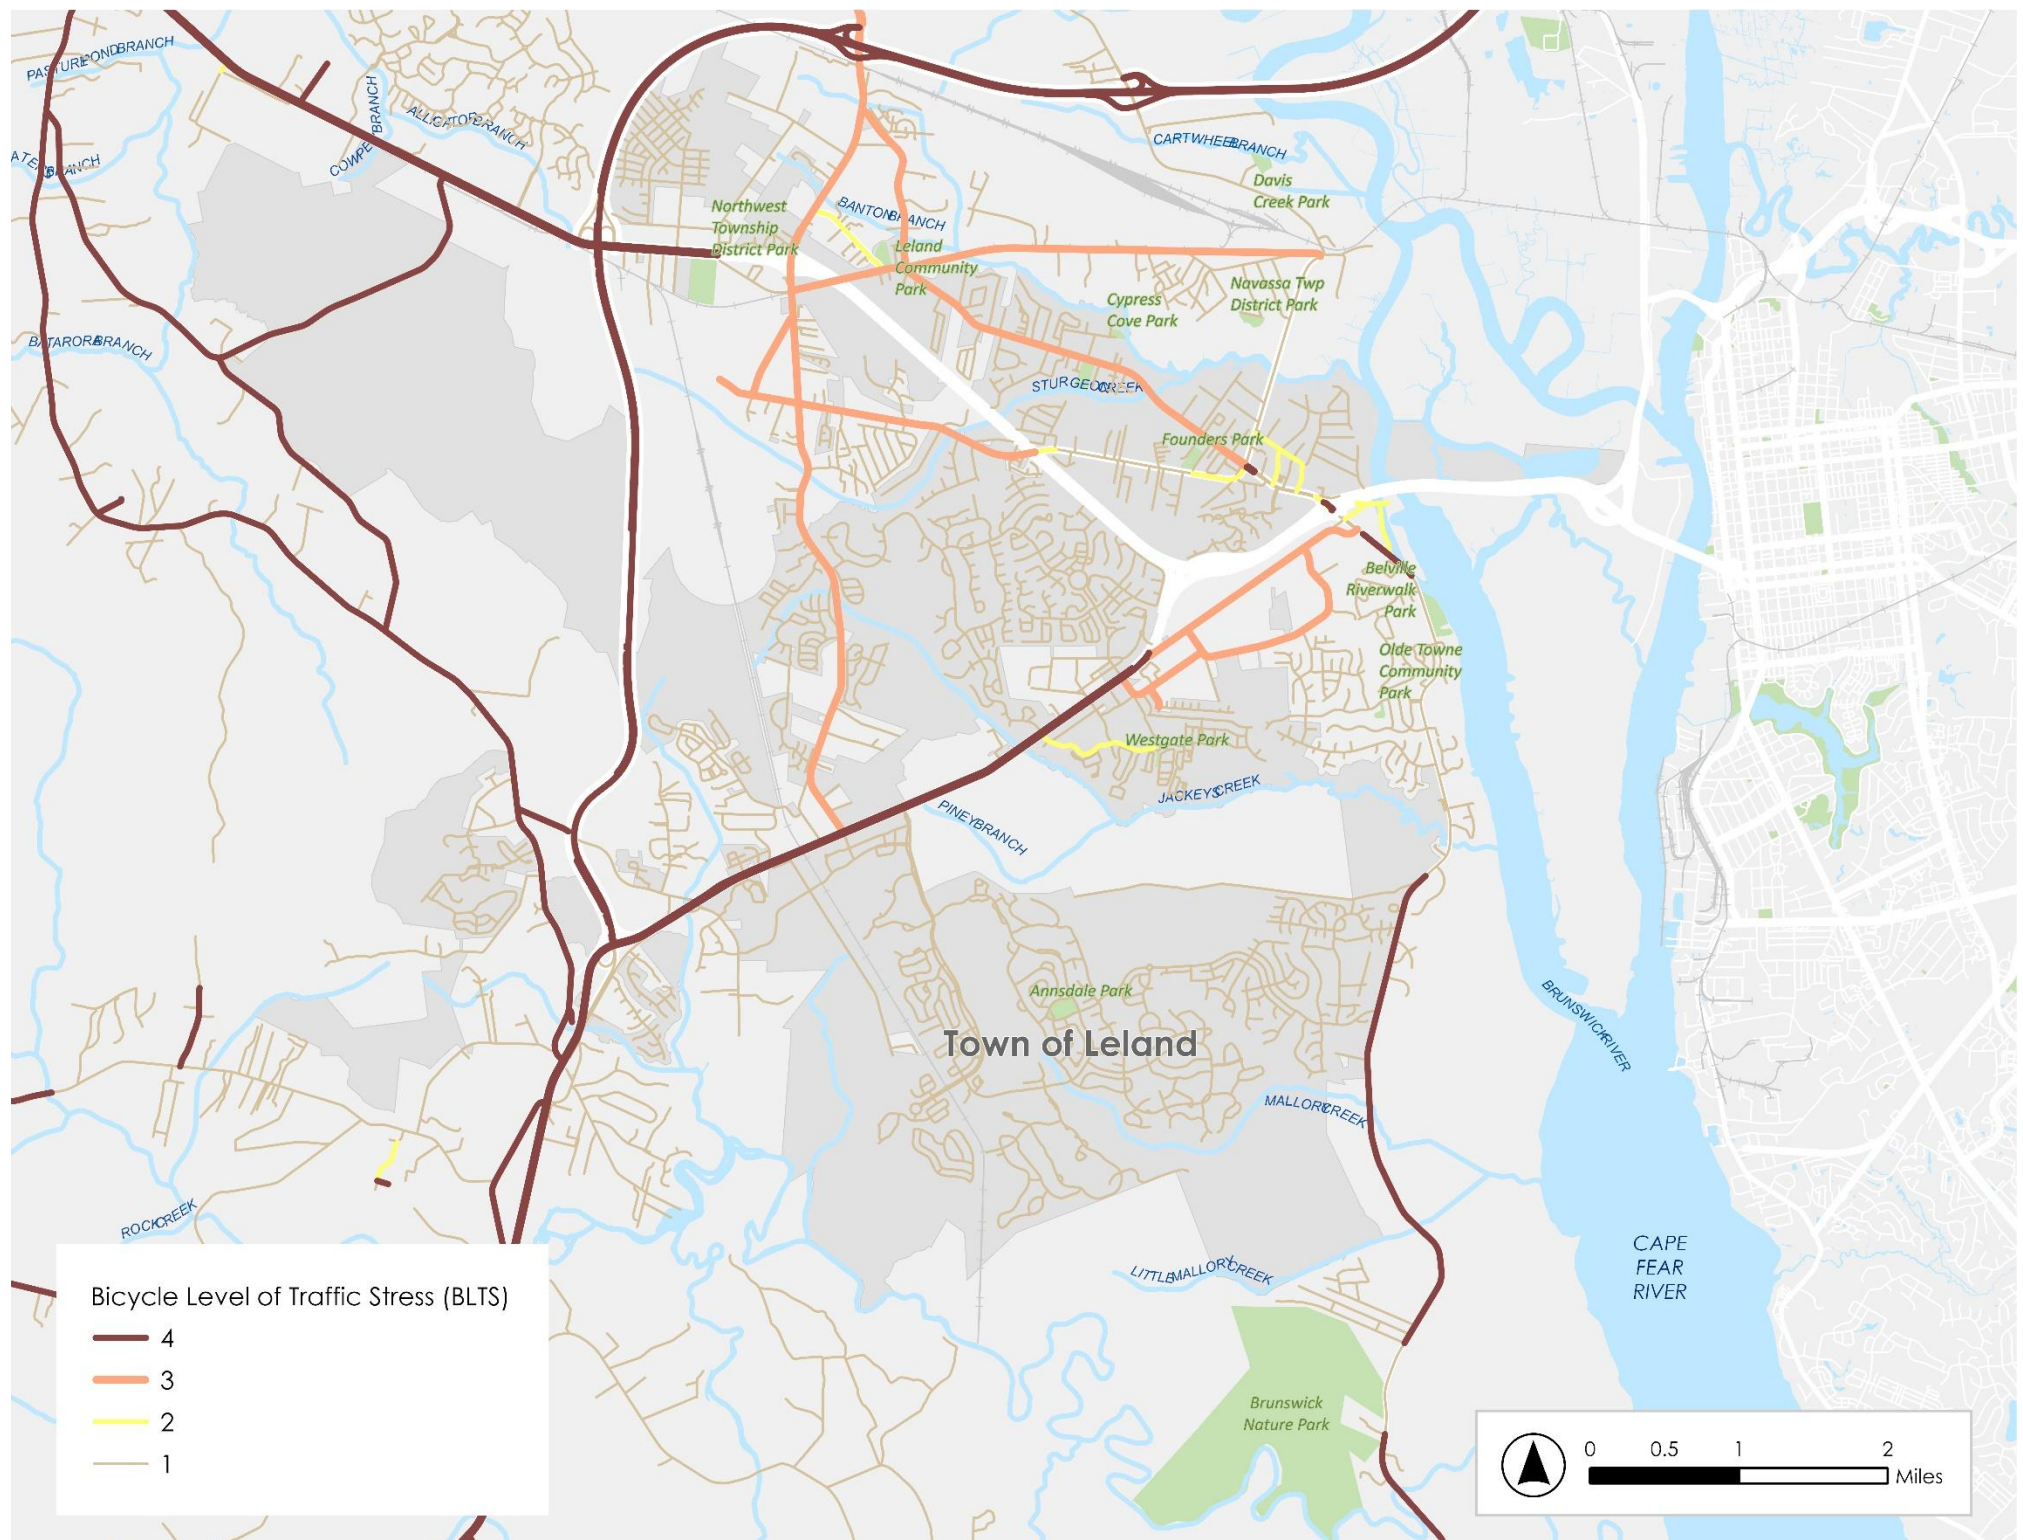 PASTURE POND BRANCH
COWPEN BRANCH
ALLIGATOR BRANCH
BRANCH
CARTWHEEL BRANCH
Davis
Creek Park
Northwest
Township
District Park
BANTON BRANCH
Leland
Community
Park
Navassa Twp
District Park
Cypress
Cove Park
BATARORA BRANCH
STURGEON CREEK
Founders Park
Belville
Riverwalk
Park
Olde Towne
Community
Park
Westgate Park
JACKEYS CREEK
PINEY BRANCH
Annsdale Park
Town of Leland
BRUNSWICK RIVER
MALLORY CREEK
ROCK CREEK
LITTLE MALLORY CREEK
CAPE
FEAR
RIVER
Brunswick
Nature Park
Bicycle Level of Traffic Stress (BLTS)
4
3
2
1
0 0.5 1 2
Miles